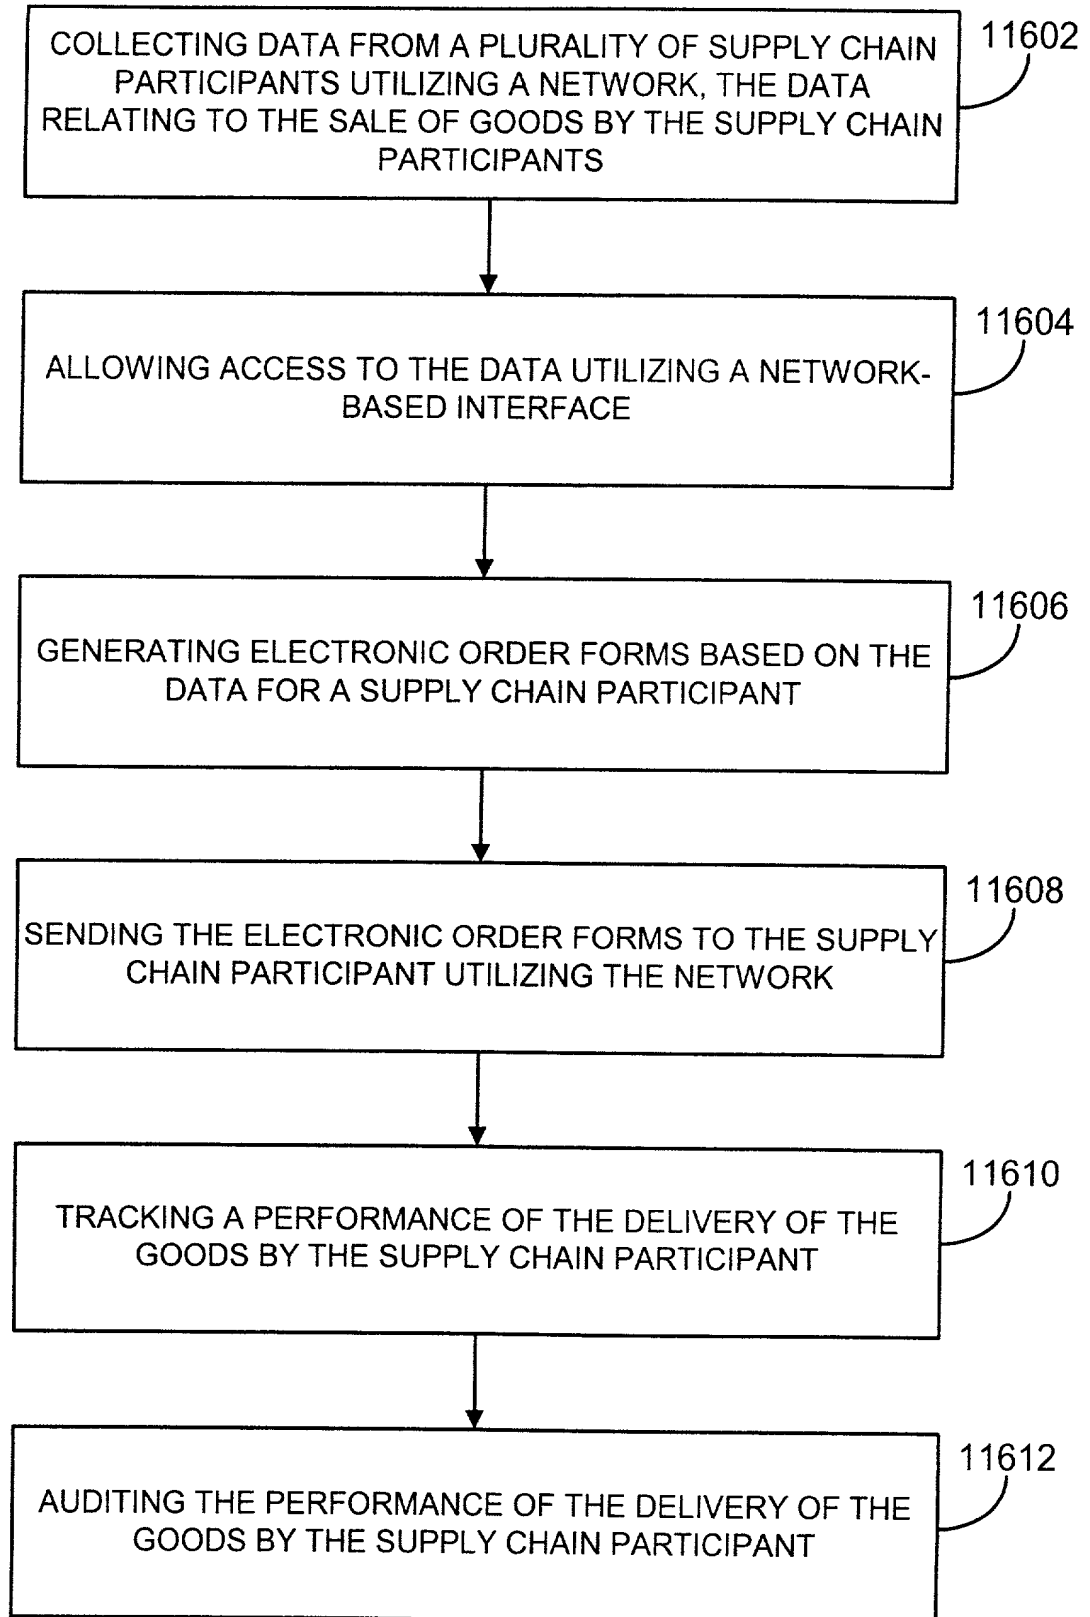 COLLECTING DATA FROM A PLURALITY OF SUPPLY CHAIN
PARTICIPANTS UTILIZING A NETWORK, THE DATA
RELATING TO THE SALE OF GOODS BY THE SUPPLY CHAIN
PARTICIPANTS
11602
ALLOWING ACCESS TO THE DATA UTILIZING A NETWORK-
BASED INTERFACE
11604
GENERATING ELECTRONIC ORDER FORMS BASED ON THE
DATA FOR A SUPPLY CHAIN PARTICIPANT
11606
SENDING THE ELECTRONIC ORDER FORMS TO THE SUPPLY
CHAIN PARTICIPANT UTILIZING THE NETWORK
11608
TRACKING A PERFORMANCE OF THE DELIVERY OF THE
GOODS BY THE SUPPLY CHAIN PARTICIPANT
11610
AUDITING THE PERFORMANCE OF THE DELIVERY OF THE
GOODS BY THE SUPPLY CHAIN PARTICIPANT
11612